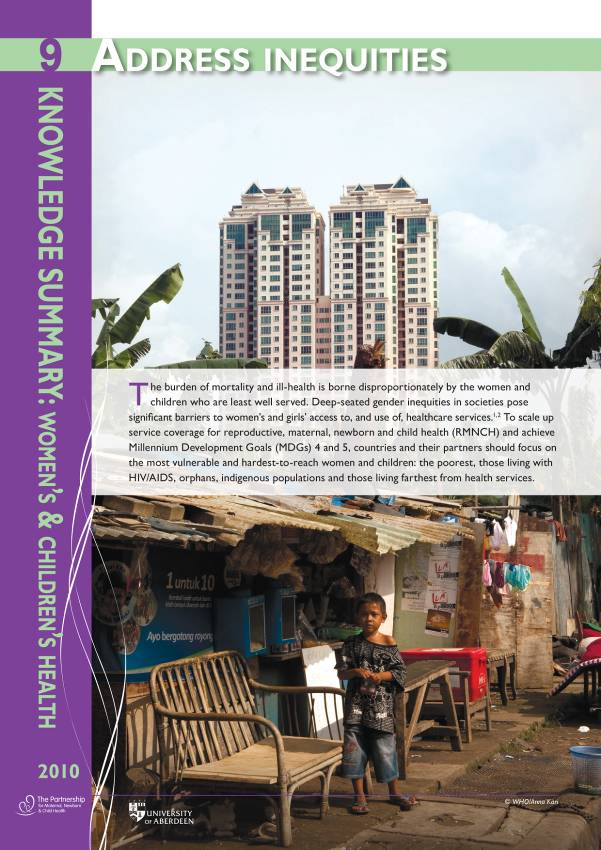 9 ADDRESS INEQUITIES
KNOWLEDGE SUMMARY: WOMEN'S & CHILDREN'S HEALTH
The burden of mortality and ill-health is borne disproportionately by the women and
children who are least well served. Deep-seated gender inequities in societies pose
significant barriers to women's and girls' access to, and use of, healthcare services.1,2 To scale up
service coverage for reproductive, maternal, newborn and child health (RMNCH) and achieve
Millennium Development Goals (MDGs) 4 and 5, countries and their partners should focus on
the most vulnerable and hardest-to-reach women and children: the poorest, those living with
HIV/AIDS, orphans, indigenous populations and those living farthest from health services.
1 untuk 10
Ayo bergotong royong
2010
The Partnership
for Maternal, Newborn
& Child Health
UNIVERSITY
OF ABERDEEN
© WHO/Anna Kari